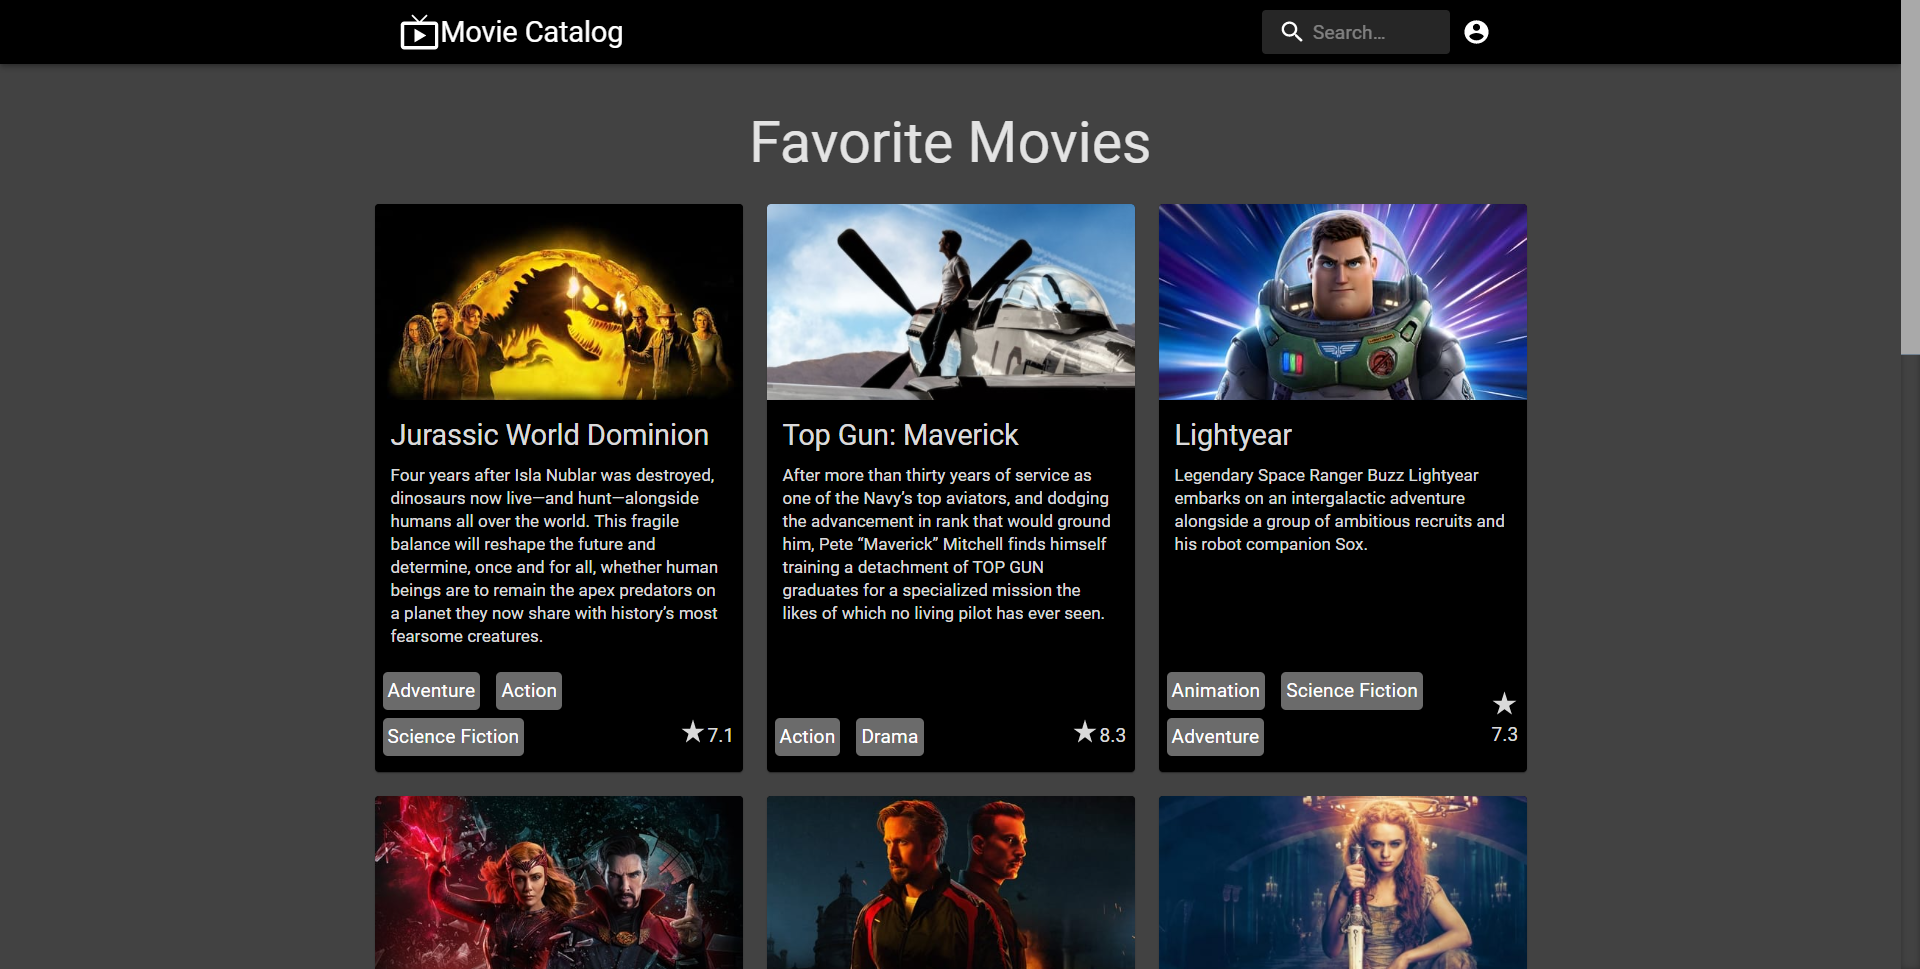 Movie Catalog
Search...
Favorite Movies
Jurassic World Dominion
Four years after Isla Nublar was destroyed,
dinosaurs now live—and hunt—alongside
humans all over the world. This fragile
balance will reshape the future and
determine, once and for all, whether human
beings are to remain the apex predators on
a planet they now share with history’s most
fearsome creatures.
Adventure
Action
Science Fiction
7.1
Top Gun: Maverick
After more than thirty years of service as
one of the Navy’s top aviators, and dodging
the advancement in rank that would ground
him, Pete “Maverick” Mitchell finds himself
training a detachment of TOP GUN
graduates for a specialized mission the
likes of which no living pilot has ever seen.
Action
Drama
8.3
Lightyear
Legendary Space Ranger Buzz Lightyear
embarks on an intergalactic adventure
alongside a group of ambitious recruits and
his robot companion Sox.
Animation
Science Fiction
Adventure
7.3